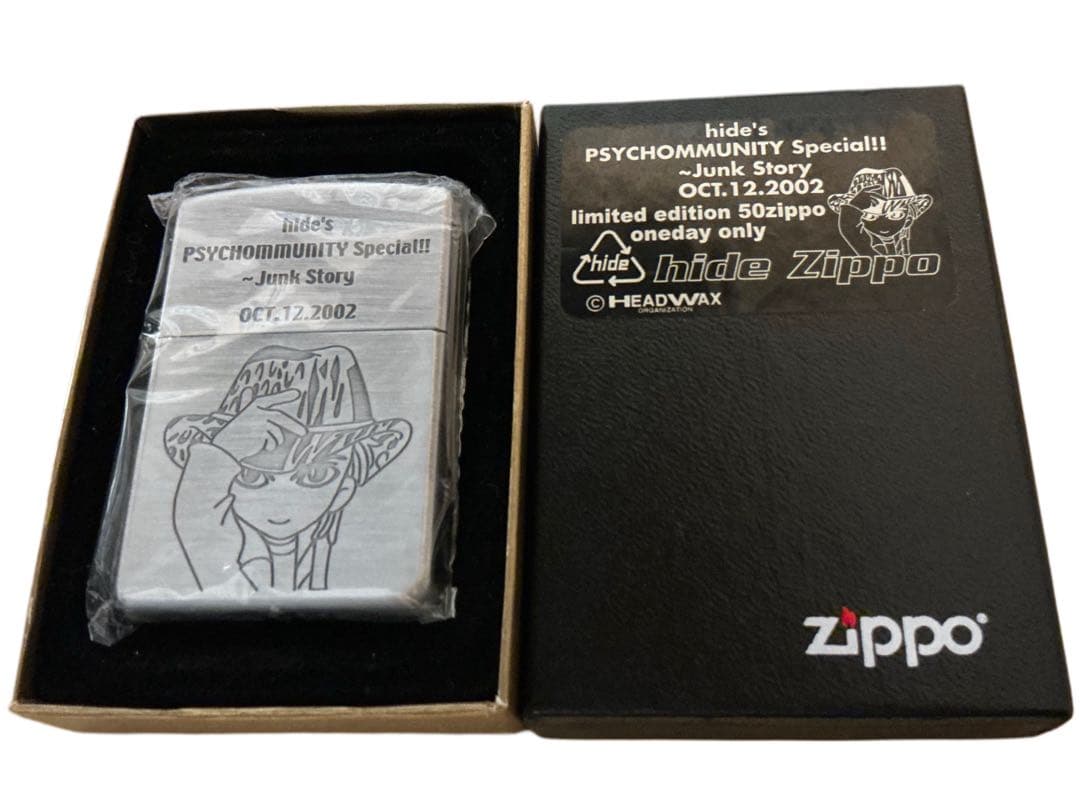 hide's
PSYCHOMMUNITY Special!!
~Junk Story
OCT.12.2002
hide's
PSYCHOMMUNITY Special!!
~Junk Story
OCT.12.2002
limited edition 50zippo
oneday only
hide
hide Zippo
© HEADWAX
ORGANIZATION
zippo®